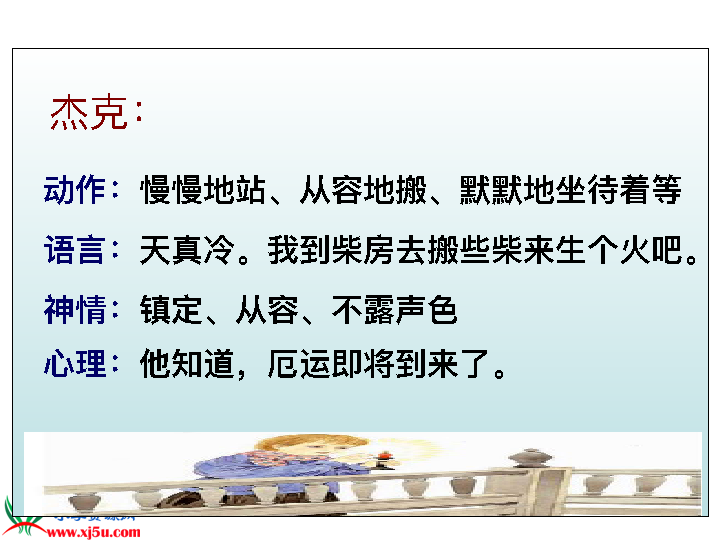 杰克：
动作：慢慢地站、从容地搬、默默地坐待着等
语言：天真冷。我到柴房去搬些柴来生个火吧。
神情：镇定、从容、不露声色
心理：他知道，厄运即将到来了。
www.xj5u.com